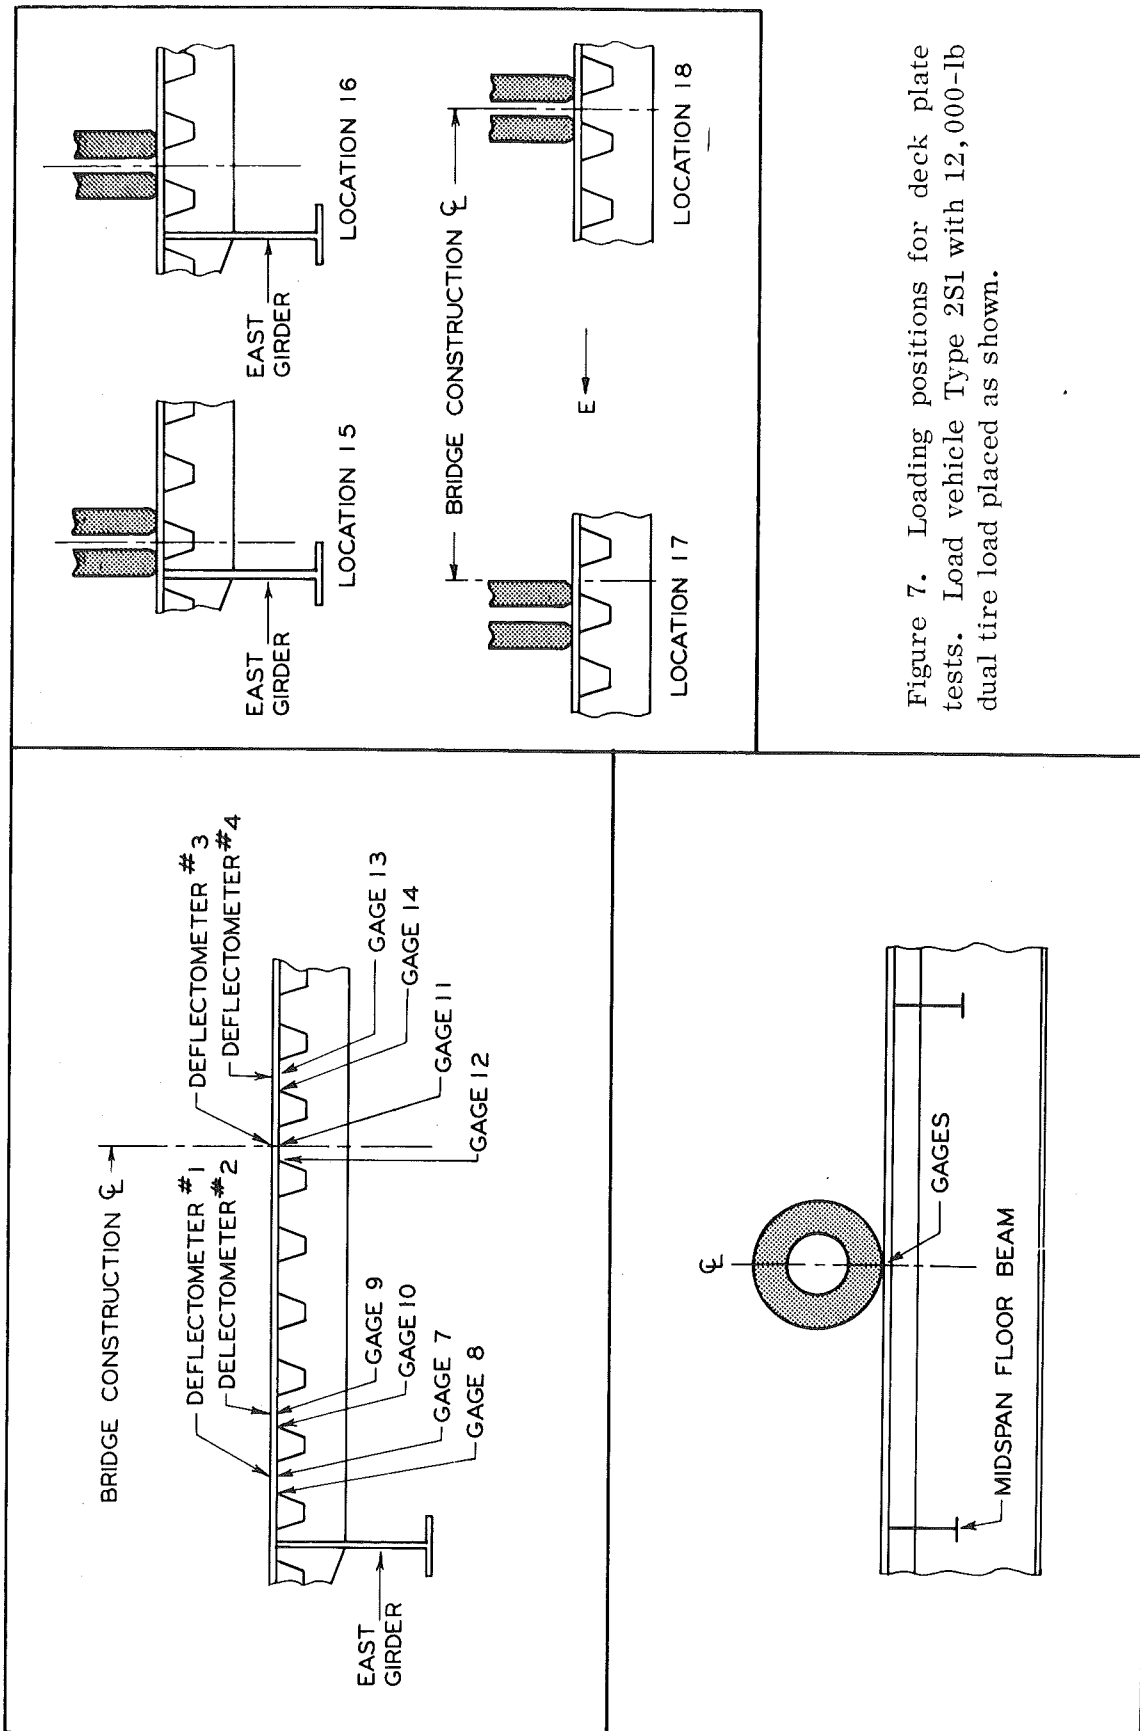 BRIDGE CONSTRUCTION ℄
DEFLECTOMETER #1
DELECTOMETER #2
DEFLECTOMETER #3
DEFLECTOMETER #4
GAGE 9
GAGE 10
GAGE 7
GAGE 8
GAGE 13
GAGE 14
GAGE 11
GAGE 12
EAST
GIRDER
℄
GAGES
MIDSPAN FLOOR BEAM
EAST
GIRDER
LOCATION 15
EAST
GIRDER
LOCATION 16
BRIDGE CONSTRUCTION ℄
E
LOCATION 17
LOCATION 18
Figure 7. Loading positions for deck plate
tests. Load vehicle Type 2S1 with 12,000-lb
dual tire load placed as shown.